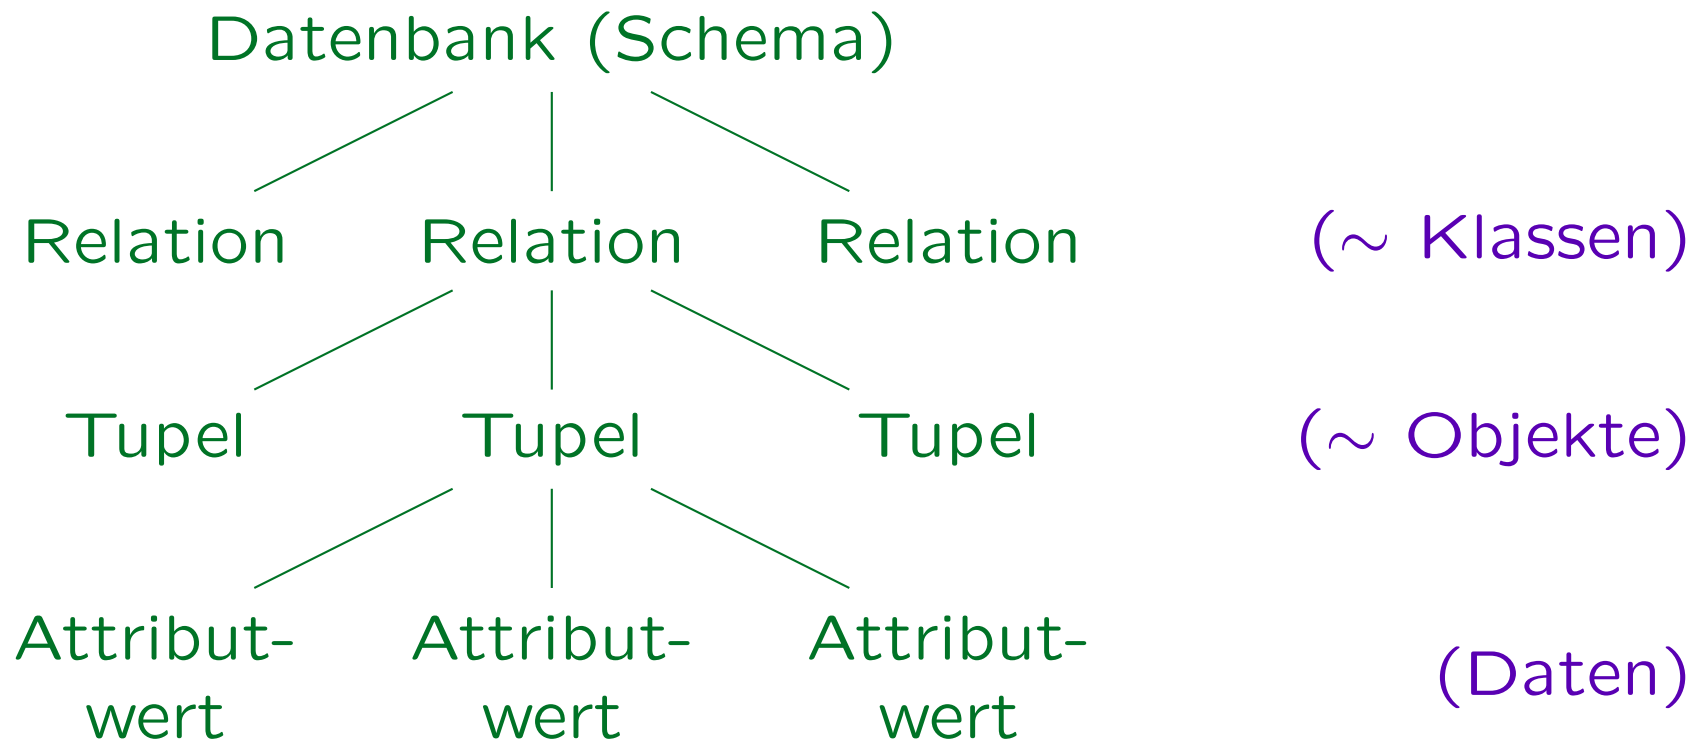 Datenbank (Schema)
Relation Relation Relation (∼ Klassen)
Tupel Tupel Tupel (∼ Objekte)
Attribut- Attribut- Attribut-
wert wert wert
(Daten)